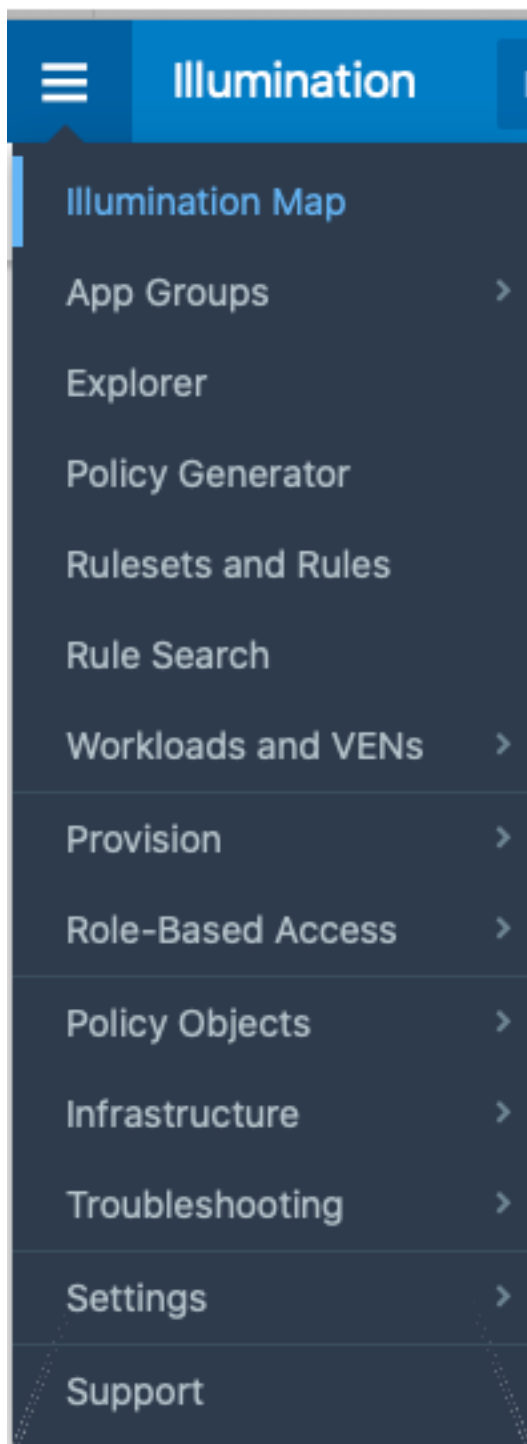 Illumination
Illumination Map
App Groups
Explorer
Policy Generator
Rulesets and Rules
Rule Search
Workloads and VENs
Provision
Role-Based Access
Policy Objects
Infrastructure
Troubleshooting
Settings
Support